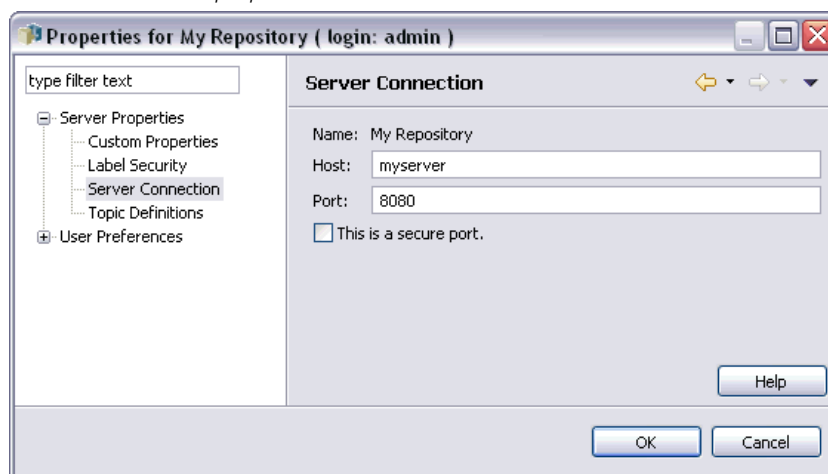 Properties for My Repository ( login: admin )
type filter text
Server Properties
Custom Properties
Label Security
Server Connection
Topic Definitions
User Preferences
Server Connection
Name: My Repository
Host: myserver
Port: 8080
This is a secure port.
Help
OK
Cancel